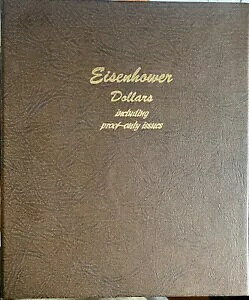 Eisenhower
Dollars
including
proof-only issues